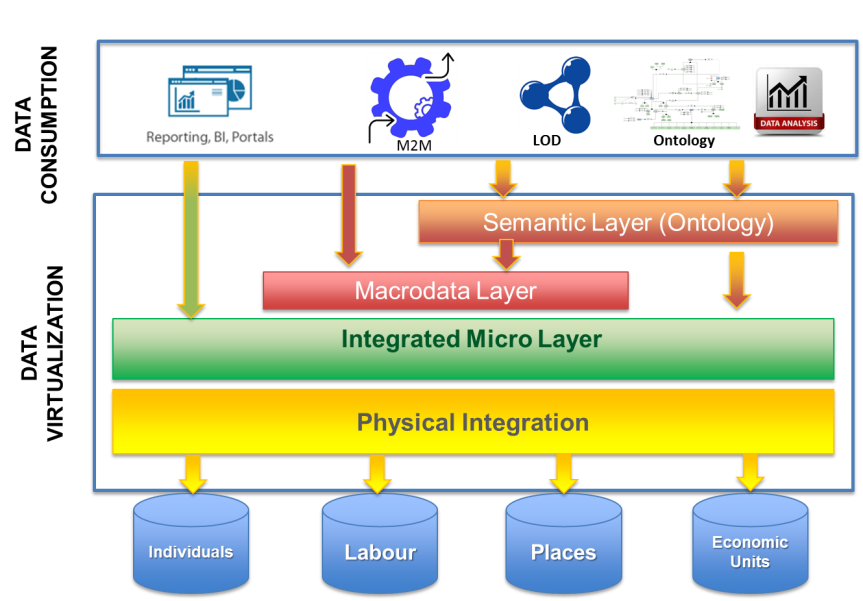 DATA
CONSUMPTION
Reporting, BI, Portals
M2M
LOD
Ontology
DATA ANALYSIS
DATA
VIRTUALIZATION
Semantic Layer (Ontology)
Macrodata Layer
Integrated Micro Layer
Physical Integration
Individuals
Labour
Places
Economic
Units